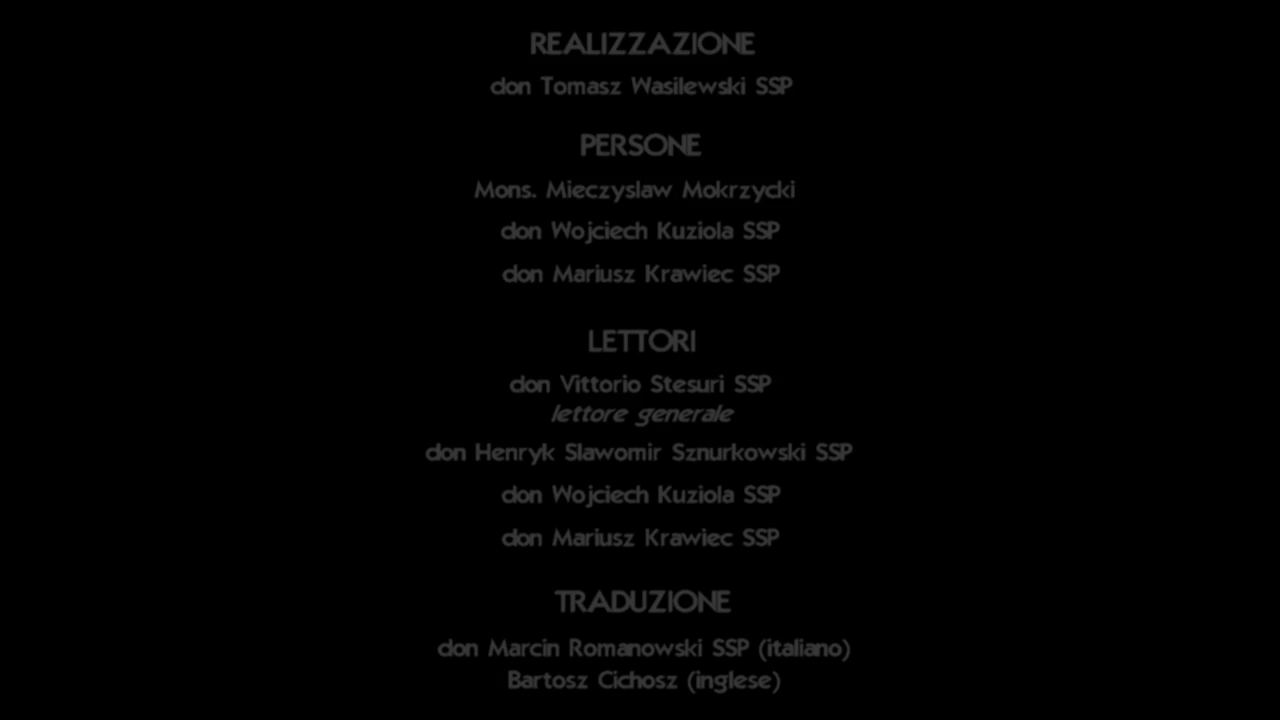 REALIZZAZIONE
don Tomasz Wasilewski SSP
PERSONE
Mons. Mieczyslaw Mokrzycki
don Wojciech Kuziola SSP
don Mariusz Krawiec SSP
LETTORI
don Vittorio Stesuri SSP
lettore generale
don Henryk Slawomir Sznurkowski SSP
don Wojciech Kuziola SSP
don Mariusz Krawiec SSP
TRADUZIONE
don Marcin Romanowski SSP (italiano)
Bartosz Cichosz (inglese)